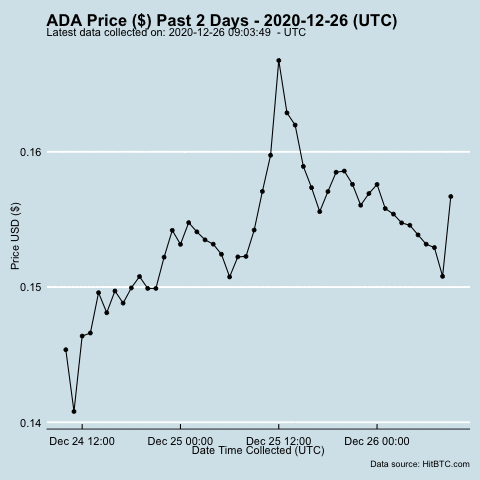 ADA Price ($) Past 2 Days - 2020-12-26 (UTC)
Latest data collected on: 2020-12-26 09:03:49 - UTC
0.16
0.15
0.14
Price USD ($)
Dec 24 12:00 Dec 25 00:00 Dec 25 12:00 Dec 26 00:00
Date Time Collected (UTC)
Data source: HitBTC.com